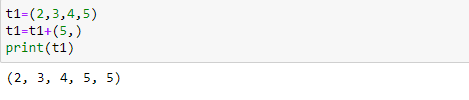 t1=(2,3,4,5)
t1=t1+(5,)
print(t1)
(2, 3, 4, 5, 5)